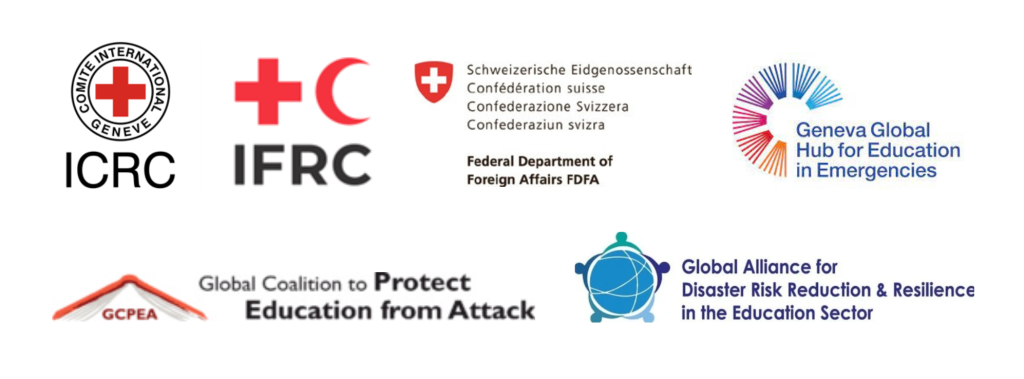 COMITE INTERNATIONAL
GENEVE
ICRC
IFRC
Schweizerische Eidgenossenschaft
Confédération suisse
Confederazione Svizzera
Confederaziun svizra
Federal Department of
Foreign Affairs FDFA
Geneva Global
Hub for Education
in Emergencies
GCPEA
Global Coalition to Protect
Education from Attack
Global Alliance for
Disaster Risk Reduction & Resilience
in the Education Sector